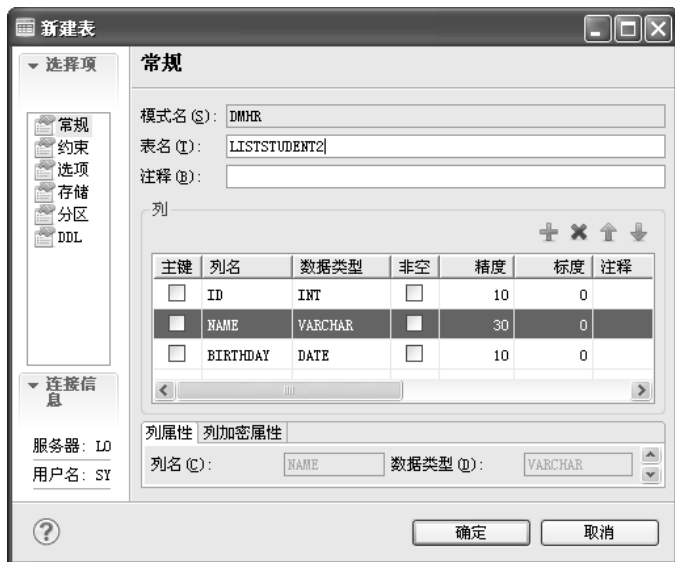 新建表
选择项
常规
约束
选项
存储
分区
DDL
连接信
息
服务器: LO
用户名: SY
常规
模式名(S): DMHR
表名(T): LISTSTUDENT2
注释(B):
列
主键 列名 数据类型 非空 精度 标度 注释
ID INT 10 0
NAME VARCHAR 30 0
BIRTHDAY DATE 10 0
列属性 列加密属性
列名(C): NAME 数据类型(D): VARCHAR
确定 取消